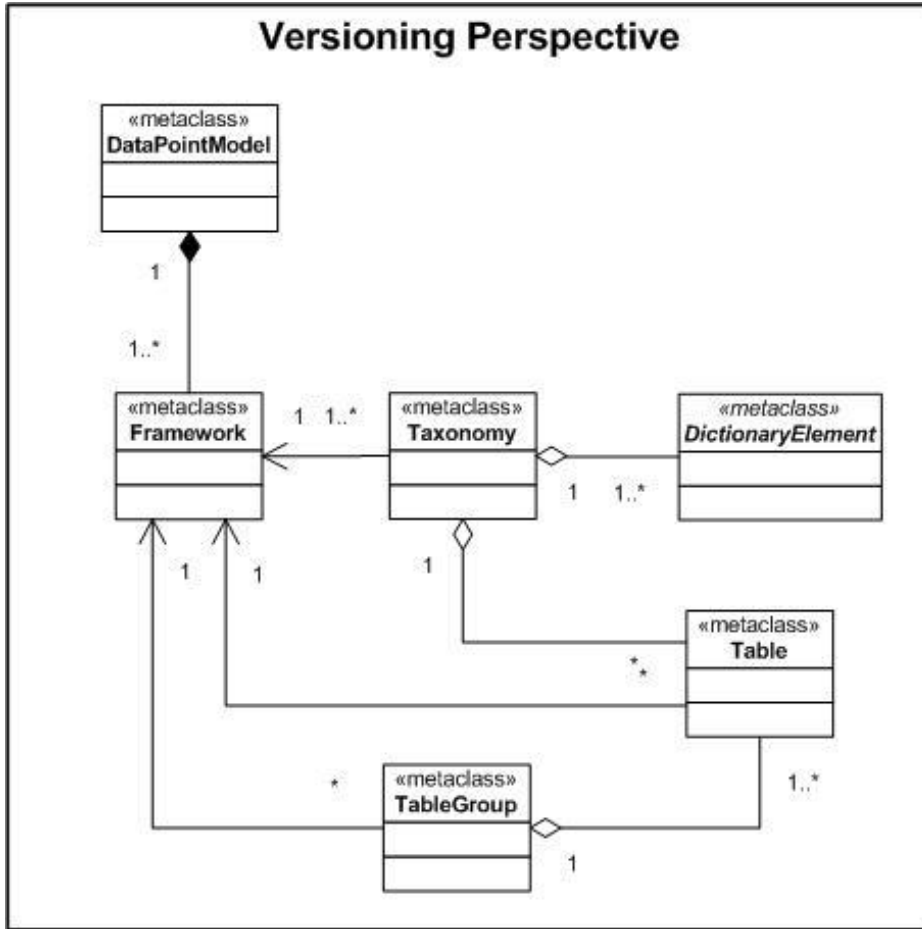 Versioning Perspective
«metaclass»
DataPointModel
1
1..*
«metaclass»
Framework
1 1..*
«metaclass»
Taxonomy
«metaclass»
DictionaryElement
1
1..*
1
1
1
«metaclass»
Table
*
*
*
«metaclass»
TableGroup
1..*
1